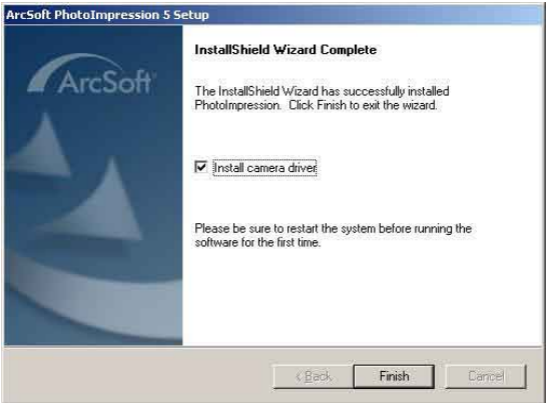 ArcSoft PhotoImpression 5 Setup
ArcSoft
InstallShield Wizard Complete
The InstallShield Wizard has successfully installed
PhotoImpression. Click Finish to exit the wizard.
Install camera driver
Please be sure to restart the system before running the
software for the first time.
< Back
Finish
Cancel